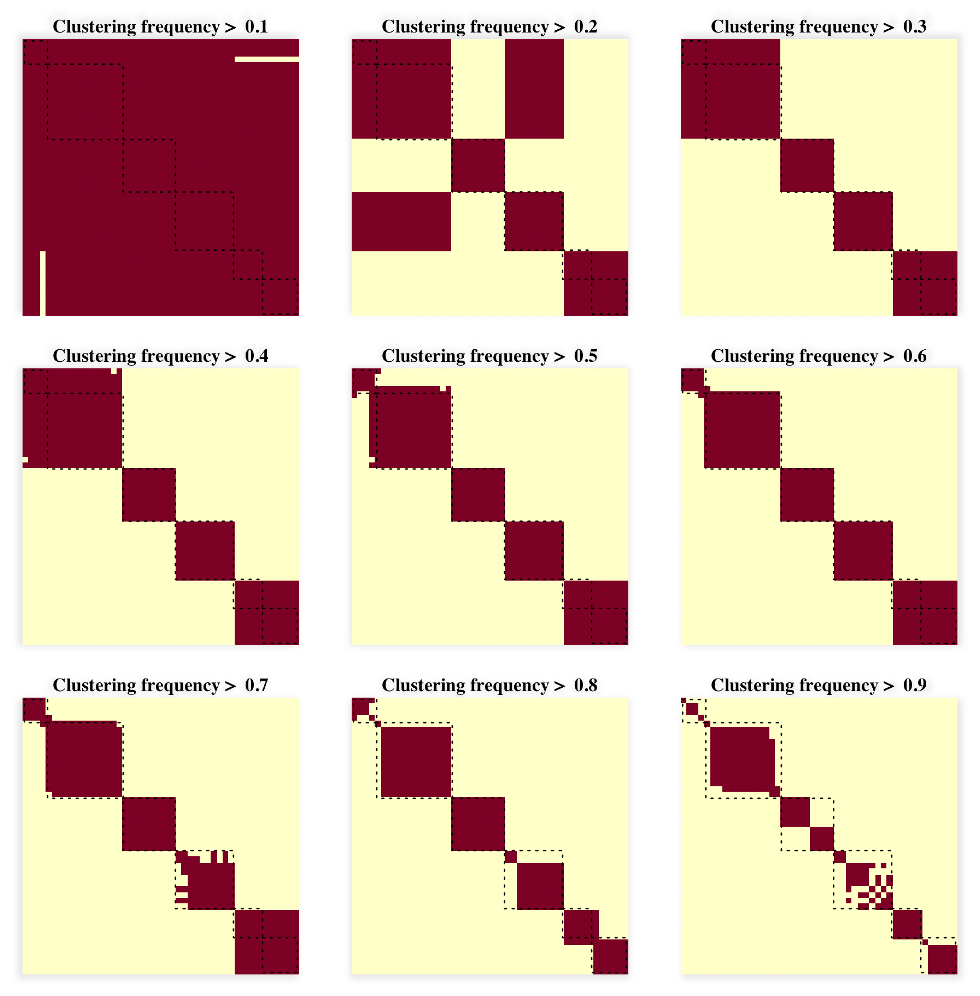 Clustering frequency > 0.1
Clustering frequency > 0.2
Clustering frequency > 0.3
Clustering frequency > 0.4
Clustering frequency > 0.5
Clustering frequency > 0.6
Clustering frequency > 0.7
Clustering frequency > 0.8
Clustering frequency > 0.9